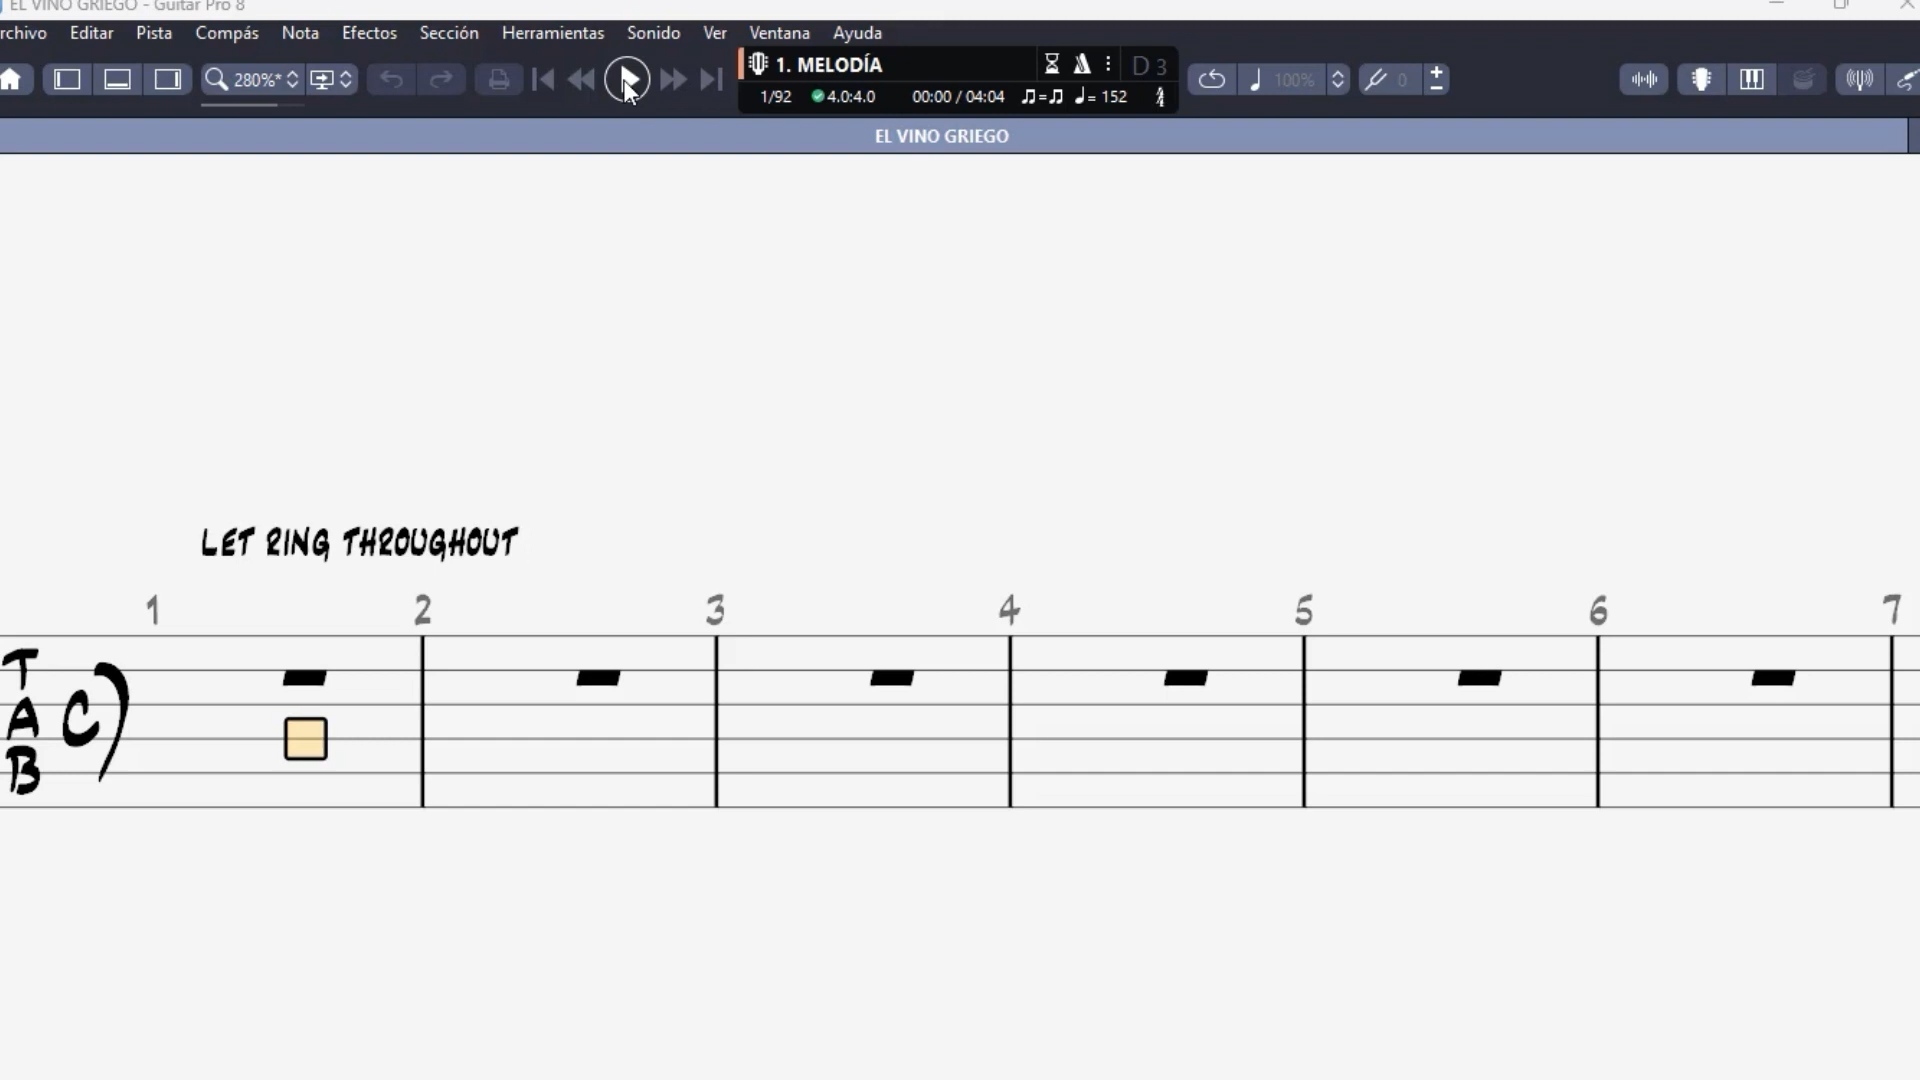 EL VINO GRIEGO - Guitar Pro 8
rchivo Editar Pista Compás Nota Efectos Sección Herramientas Sonido Ver Ventana Ayuda
280%* 1. MELODÍA D 3 100% 0
1/92 4.0:4.0 00:00 / 04:04 = 152
EL VINO GRIEGO
LET RING THROUGHOUT
1 2 3 4 5 6 7
T
A
B